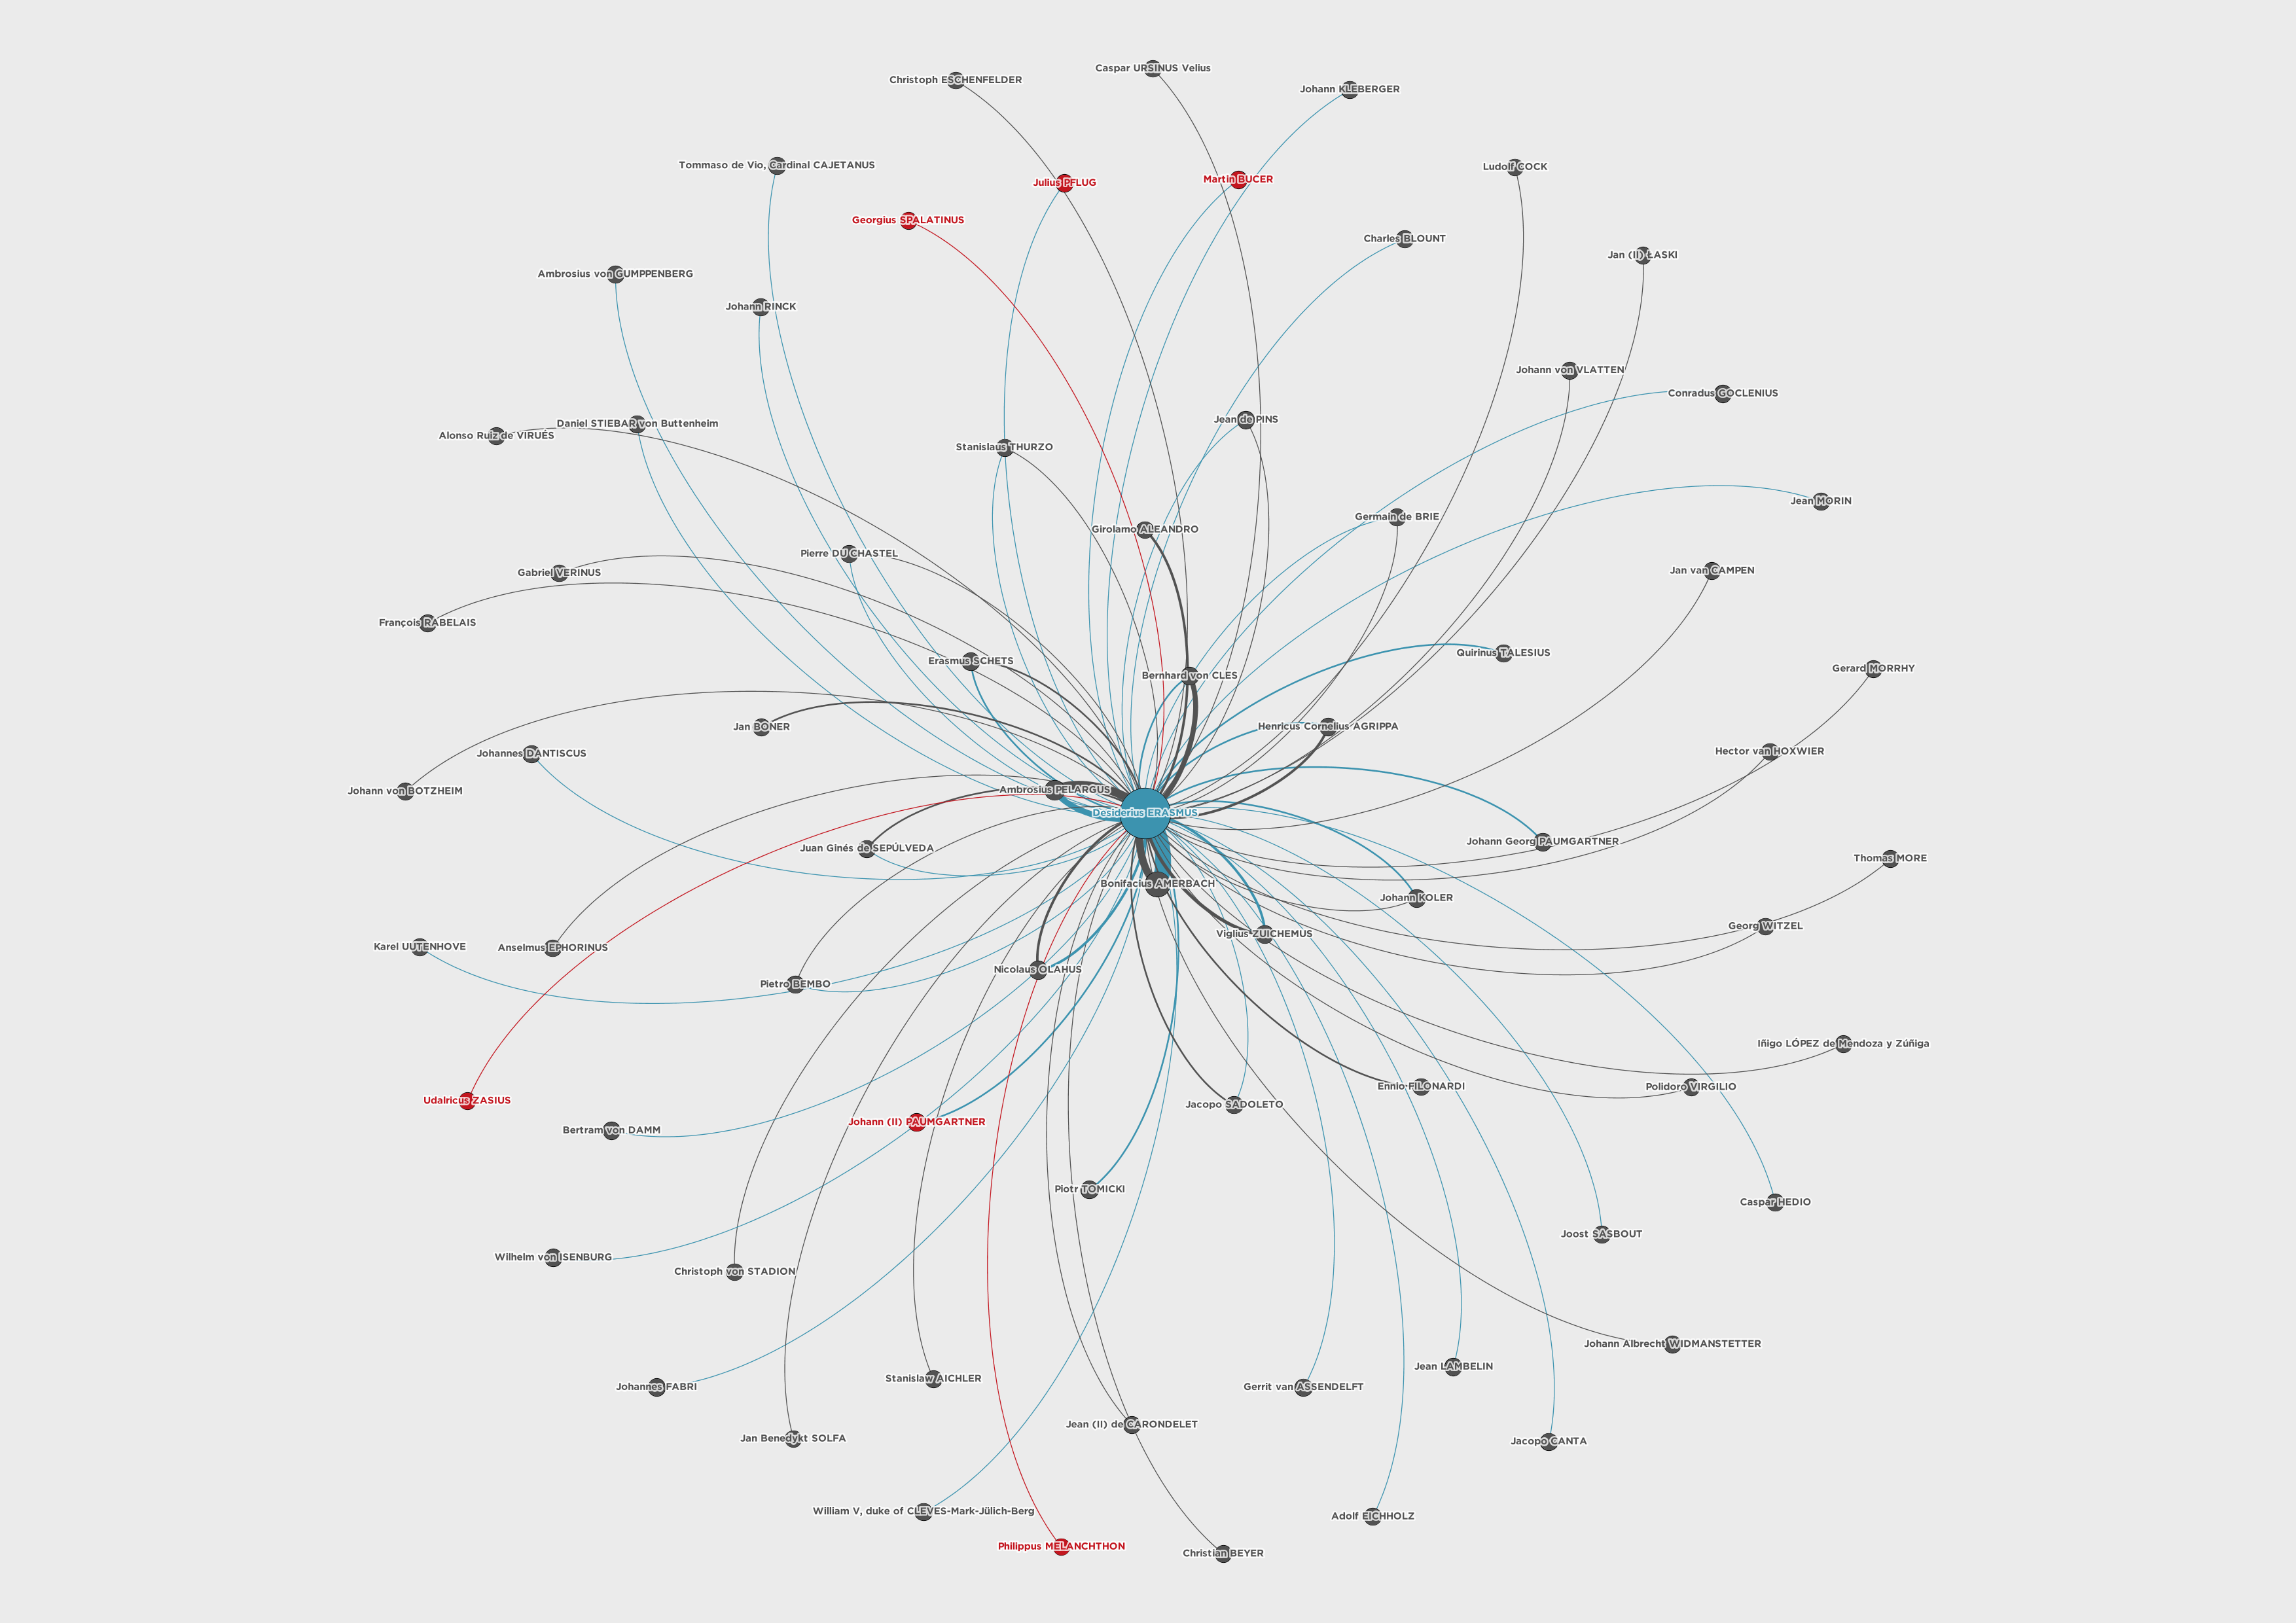 Caspar URSINUS Velius
Christoph ESCHENFELDER
Johann KLEBERGER
Tommaso de Vio, Cardinal CAJETANUS
Ludolf COCK
Julius PFLUG
Martin BUCER
Georgius SPALATINUS
Charles BLOUNT
Jan (II) ŁASKI
Ambrosius von GUMPPENBERG
Johann RINCK
Johann von VLATTEN
Conradus GOCLENIUS
Jean de PINS
Daniel STIEBAR von Buttenheim
Alonso Ruiz de VIRUÉS
Stanislaus THURZO
Jean MORIN
Germain de BRIE
Girolamo ALEANDRO
Pierre DU CHASTEL
Jan van CAMPEN
Gabriel VERINUS
François RABELAIS
Quirinus TALESIUS
Erasmus SCHETS
Gerard MORRHY
Bernhard von CLES
Henricus Cornelius AGRIPPA
Jan BONER
Hector van HOXWIER
Johannes DANTISCUS
Ambrosius PELARGUS
Johann von BOTZHEIM
Desiderius ERASMUS
Johann Georg PAUMGARTNER
Juan Ginés de SEPÚLVEDA
Thomas MORE
Bonifacius AMERBACH
Johann KOLER
Georg WITZEL
Viglius ZUICHEMUS
Karel UUTENHOVE
Anselmus EPHORINUS
Nicolaus OLAHUS
Pietro BEMBO
Iñigo LÓPEZ de Mendoza y Zúñiga
Ennio FILONARDI
Polidoro VIRGILIO
Udalricus ZASIUS
Jacopo SADOLETO
Johann (II) PAUMGARTNER
Bertram von DAMM
Piotr TOMICKI
Caspar HEDIO
Joost SASBOUT
Wilhelm von ISENBURG
Christoph von STADION
Johann Albrecht WIDMANSTETTER
Jean LAMBELIN
Stanislaw AICHLER
Johannes FABRI
Gerrit van ASSENDELFT
Jean (II) de CARONDELET
Jan Benedykt SOLFA
Jacopo CANTA
William V, duke of CLEVES-Mark-Jülich-Berg
Adolf EICHHOLZ
Philippus MELANCHTHON
Christian BEYER